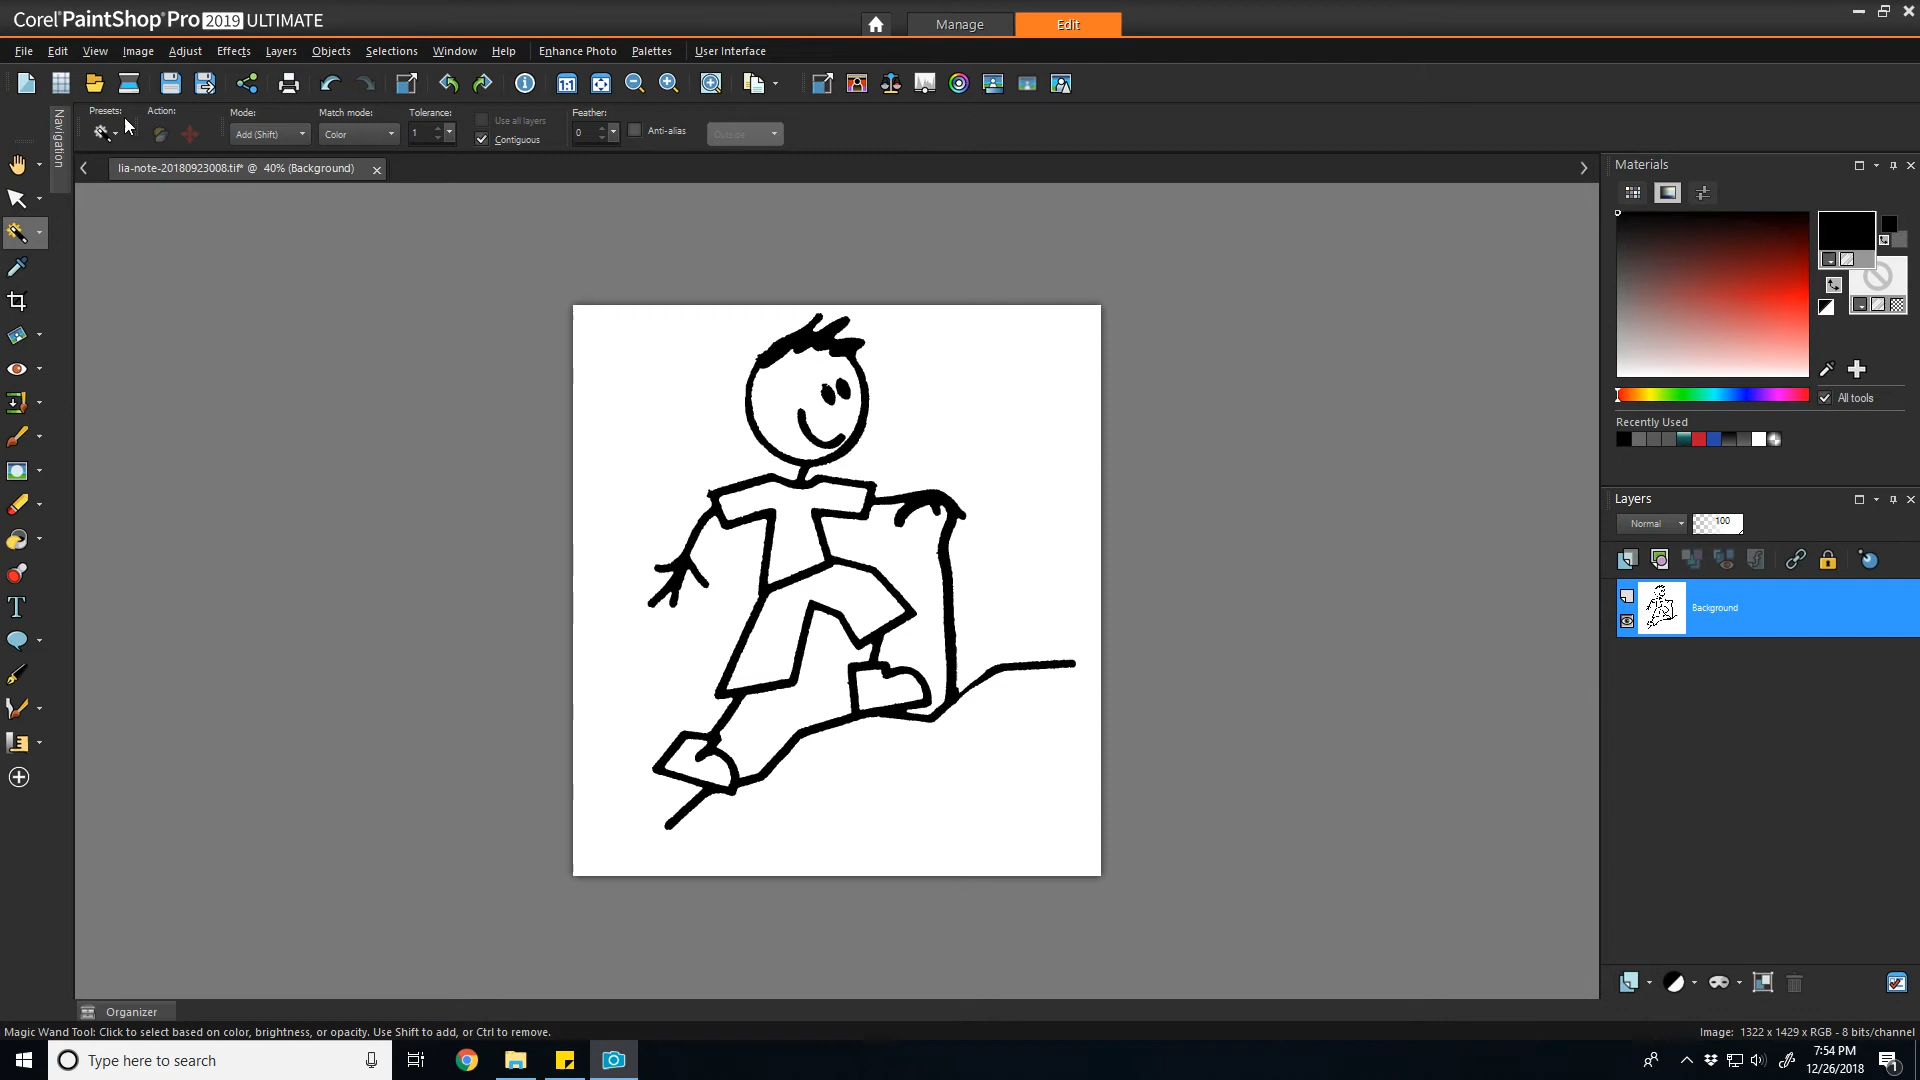 Corel PaintShop Pro 2019 ULTIMATE
Manage
Edit
File Edit View Image Adjust Effects Layers Objects Selections Window Help Enhance Photo Palettes User Interface
Presets: Action: Mode: Match mode: Tolerance: Feather:
Add (Shift) Color 1 Use all layers Contiguous 0 Anti-alias Outside
Navigation
lia-note-20180923008.tif* @ 40% (Background)
Materials
All tools
Recently Used
Layers
Normal 100
Background
Organizer
Magic Wand Tool: Click to select based on color, brightness, or opacity. Use Shift to add, or Ctrl to remove.
Image: 1322 x 1429 x RGB - 8 bits/channel
Type here to search
7:54 PM
12/26/2018
1